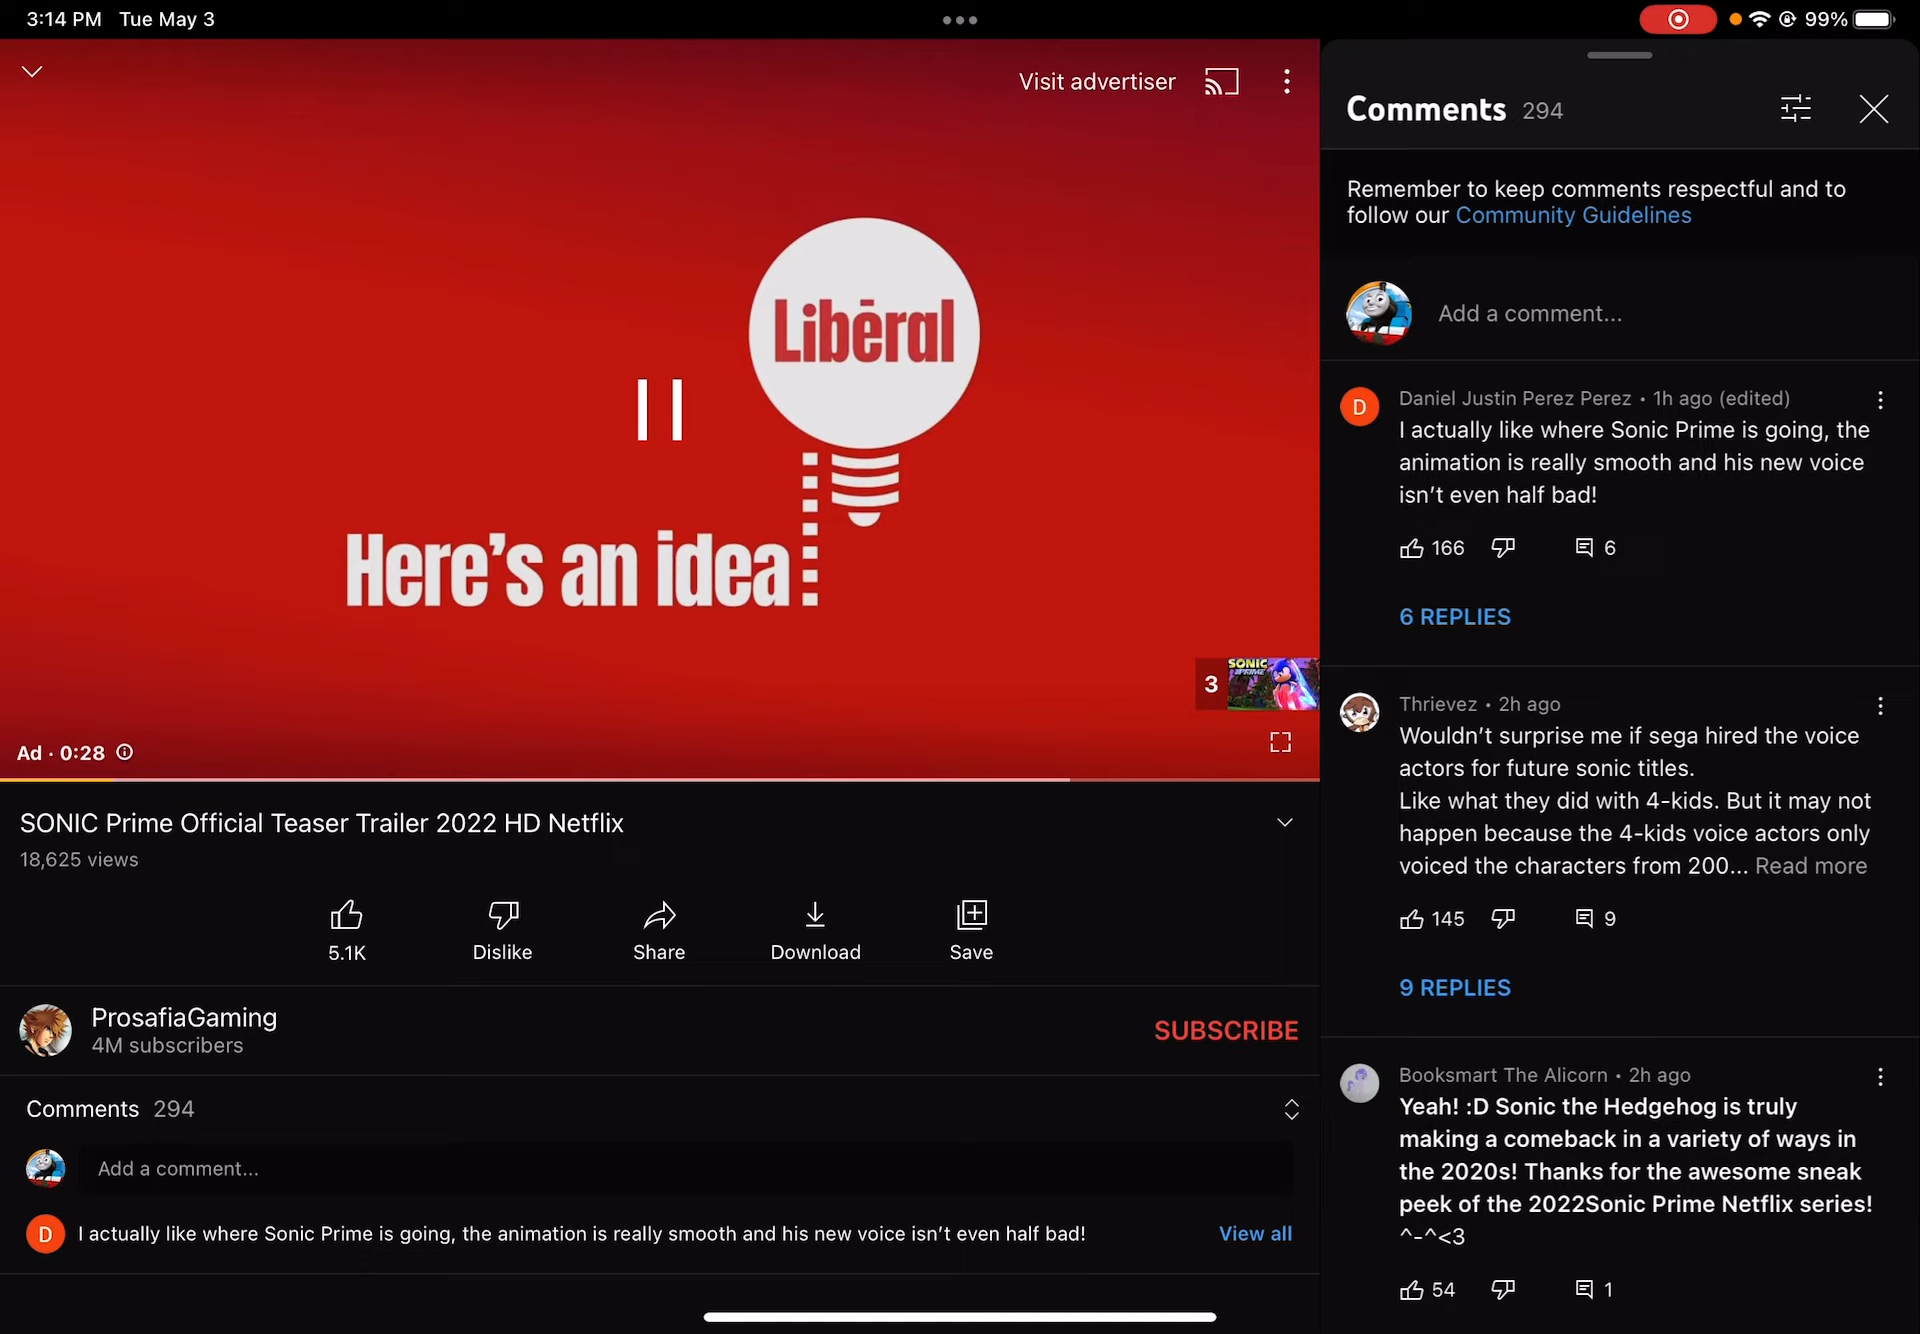 3:14 PM Tue May 3
99%
Visit advertiser
Libēral
Here's an idea
3
SONIC
PRIME
Ad · 0:28
SONIC Prime Official Teaser Trailer 2022 HD Netflix
18,625 views
5.1K
Dislike
Share
Download
Save
ProsafiaGaming
4M subscribers
SUBSCRIBE
Comments 294
Add a comment...
D
I actually like where Sonic Prime is going, the animation is really smooth and his new voice isn't even half bad!
View all
Comments 294
Remember to keep comments respectful and to
follow our Community Guidelines
Add a comment...
D
Daniel Justin Perez Perez • 1h ago (edited)
I actually like where Sonic Prime is going, the
animation is really smooth and his new voice
isn't even half bad!
166
6
6 REPLIES
Thrievez • 2h ago
Wouldn't surprise me if sega hired the voice
actors for future sonic titles.
Like what they did with 4-kids. But it may not
happen because the 4-kids voice actors only
voiced the characters from 200... Read more
145
9
9 REPLIES
Booksmart The Alicorn • 2h ago
Yeah! :D Sonic the Hedgehog is truly
making a comeback in a variety of ways in
the 2020s! Thanks for the awesome sneak
peek of the 2022Sonic Prime Netflix series!
^-^<3
54
1